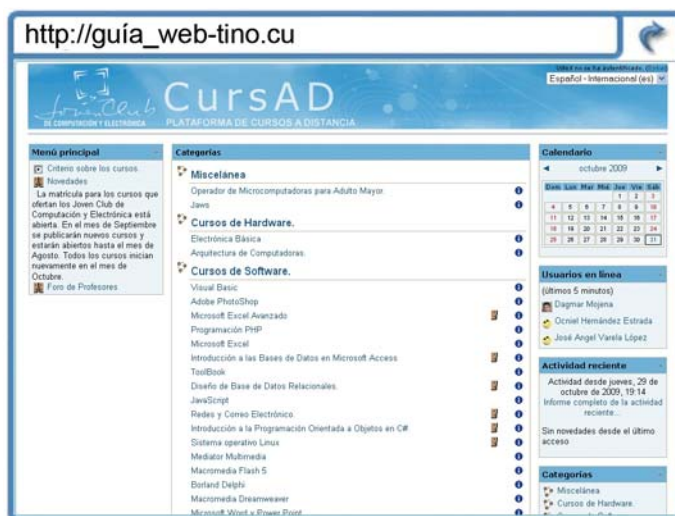 http://guía_web-tino.cu
Usted no se ha autentificado. (Entrar)
Español - Internacional (es)
Joven Club
DE COMPUTACIÓN Y ELECTRÓNICA
CursAD
PLATAFORMA DE CURSOS A DISTANCIA
Menú principal
Criterio sobre los cursos
Novedades
La matrícula para los cursos que
ofertan los Joven Club de
Computación y Electrónica está
abierta. En el mes de Septiembre
se publicarán nuevos cursos y
estarán abiertos hasta el mes de
Agosto. Todos los cursos inician
nuevamente en el mes de
Octubre.
Foro de Profesores
Categorías
Miscelánea
Operador de Microcomputadoras para Adulto Mayor.
Jaws
Cursos de Hardware.
Electrónica Básica
Arquitectura de Computadoras.
Cursos de Software.
Visual Basic
Adobe PhotoShop
Microsoft Excel Avanzado
Programación PHP
Microsoft Excel
Introducción a las Bases de Datos en Microsoft Access
ToolBook
Diseño de Base de Datos Relacionales.
JavaScript
Redes y Correo Electrónico.
Introducción a la Programación Orientada a Objetos en C#
Sistema operativo Linux
Mediator Multimedia
Macromedia Flash 5
Borland Delphi
Macromedia Dreamweaver
Microsoft Word y Power Point
Calendario
octubre 2009
Dom Lun Mar Mié Jue Vie Sáb
1 2 3
4 5 6 7 8 9 10
11 12 13 14 15 16 17
18 19 20 21 22 23 24
25 26 27 28 29 30 31
Usuarios en línea
(últimos 5 minutos)
Dagmar Mojena
Ocniel Hernández Estrada
José Angel Varela López
Actividad reciente
Actividad desde jueves, 29 de
octubre de 2009, 19:14
Informe completo de la actividad
reciente...
Sin novedades desde el último
acceso
Categorías
Miscelánea
Cursos de Hardware.